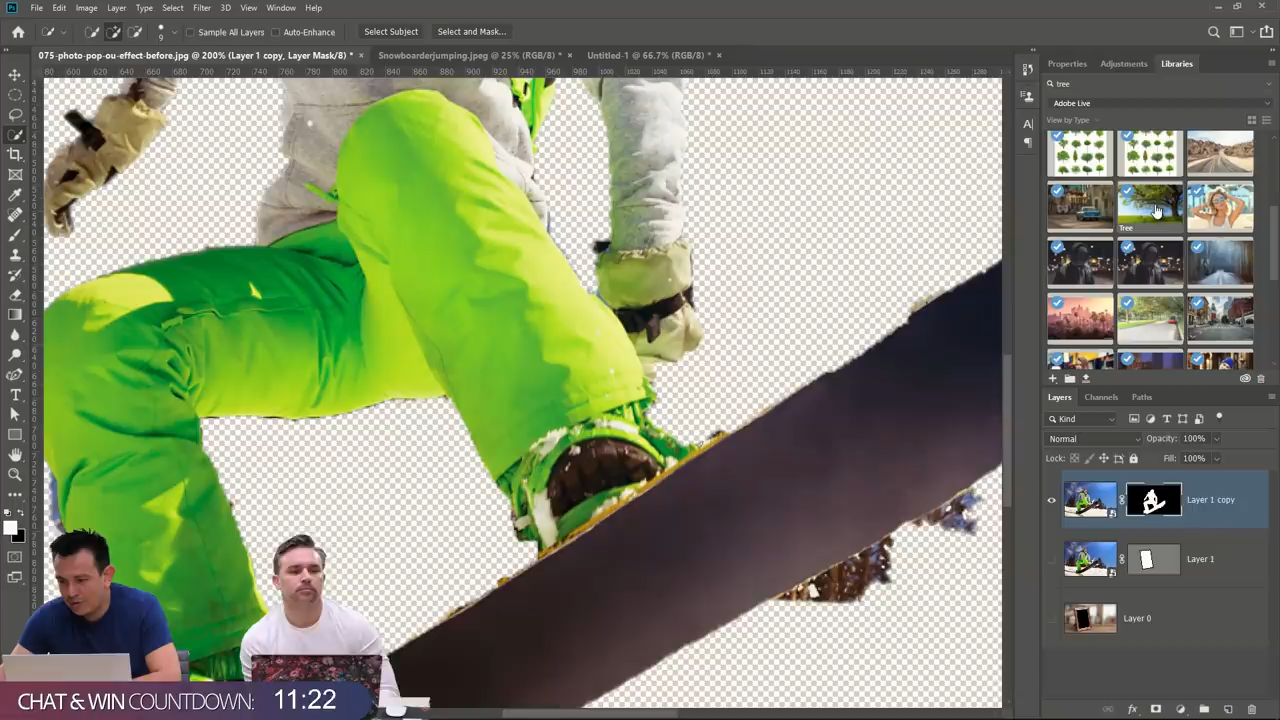 Ps File Edit Image Layer Type Select Filter 3D View Window Help
9 Sample All Layers Auto-Enhance Select Subject Select and Mask...
075-photo-pop-ou-effect-before.jpg @ 200% (Layer 1 copy, Layer Mask/8) * × Snowboarderjumping.jpeg @ 25% (RGB/8) * × Untitled-1 @ 66.7% (RGB/8) * ×
Properties Adjustments Libraries
tree
Adobe Live
View by Type
Tree
Layers Channels Paths
Kind
Normal Opacity: 100%
Lock: Fill: 100%
Layer 1 copy
Layer 1
Layer 0
CHAT & WIN COUNTDOWN: 11:22